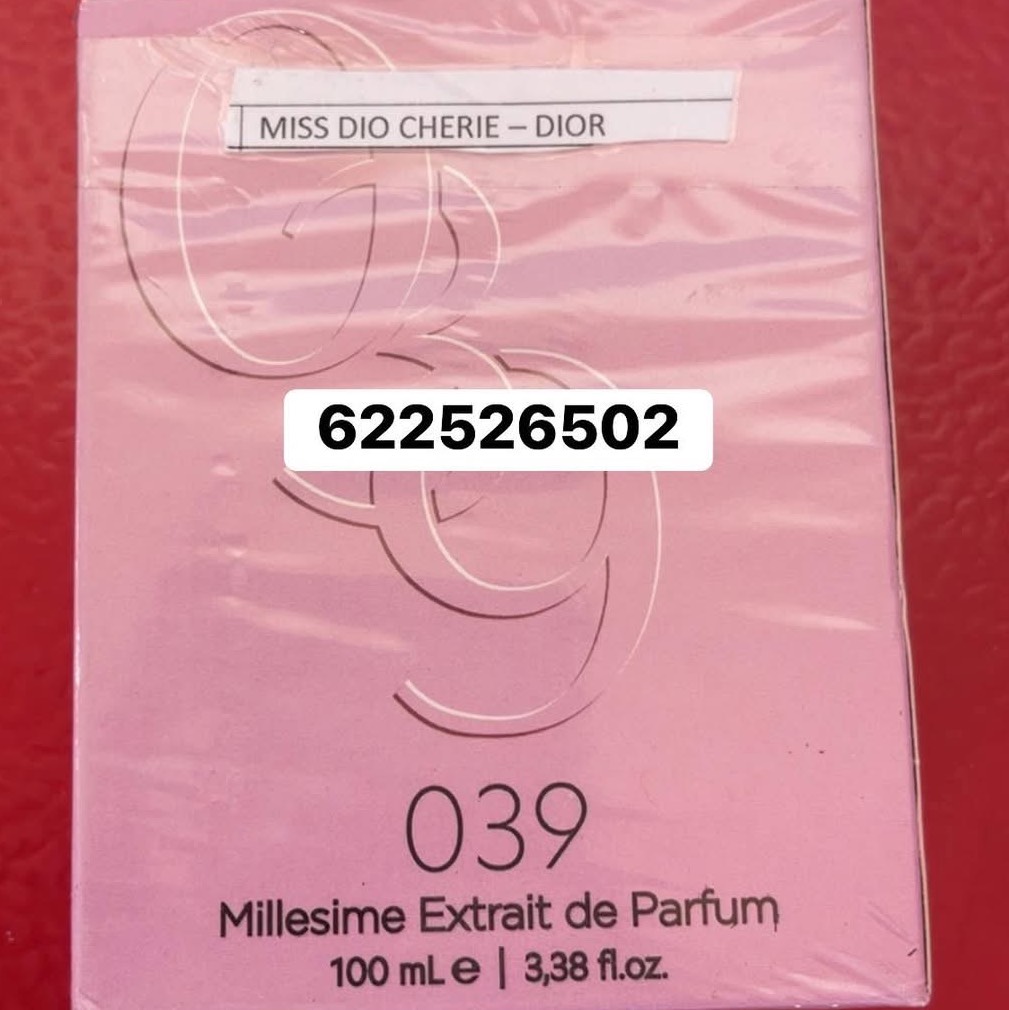 MISS DIO CHERIE – DIOR
622526502
039
Millesime Extrait de Parfum
100 mL e | 3,38 fl.oz.